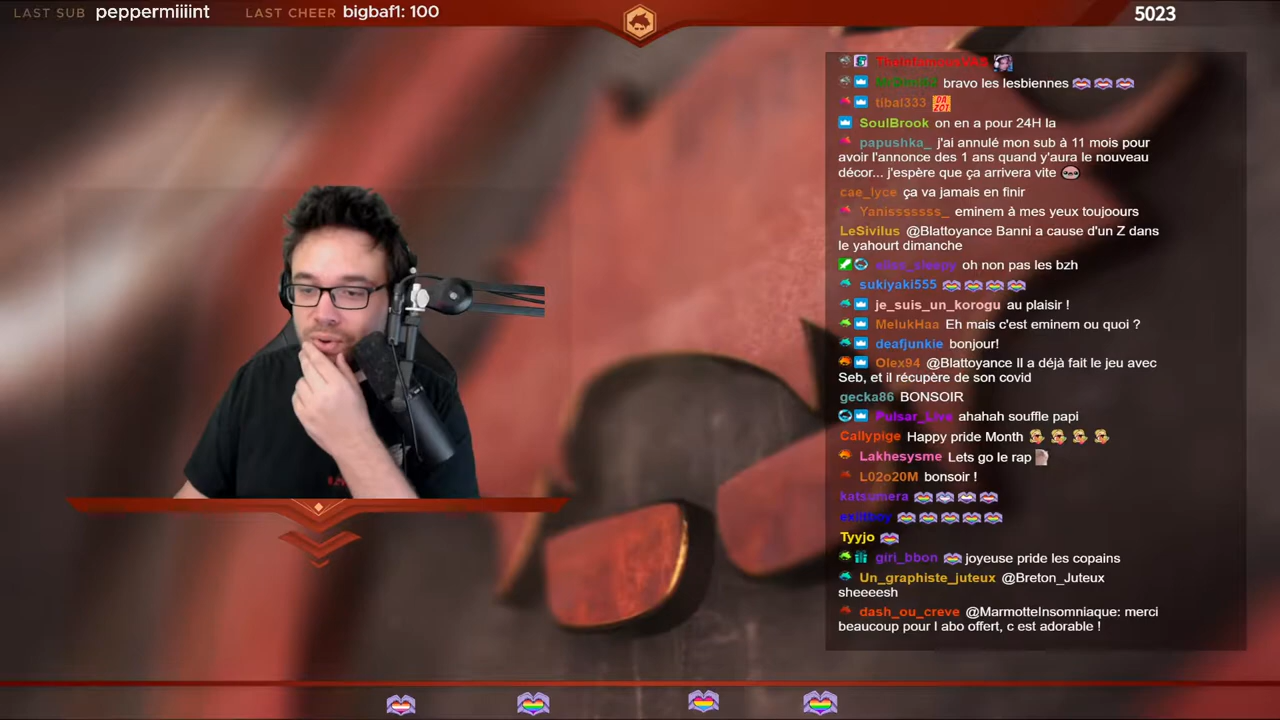 LAST SUB peppermiiiint LAST CHEER bigbaf1: 100
5023
bravo les lesbiennes
tibal333
SoulBrook on en a pour 24H la
papushka_ j'ai annulé mon sub à 11 mois pour
avoir l'annonce des 1 ans quand y'aura le nouveau
décor... j'espère que ça arrivera vite
cae_lyce ça va jamais en finir
Yanisssssss_ eminem à mes yeux toujoours
LeSivilus @Blattoyance Banni a cause d'un Z dans
le yahourt dimanche
oh non pas les bzh
sukiyaki555
je_suis_un_korogu au plaisir !
MelukHaa Eh mais c'est eminem ou quoi ?
deafjunkie bonjour!
Olex94 @Blattoyance Il a déjà fait le jeu avec
Seb, et il récupère de son covid
gecka86 BONSOIR
Pulsar_Live ahahah souffle papi
Callypige Happy pride Month
Lakhesysme Lets go le rap
L02o20M bonsoir !
katsumera
Tyyjo
giri_bbon joyeuse pride les copains
Un_graphiste_juteux @Breton_Juteux
sheeeesh
dash_ou_creve @MarmotteInsomniaque: merci
beaucoup pour l abo offert, c est adorable !